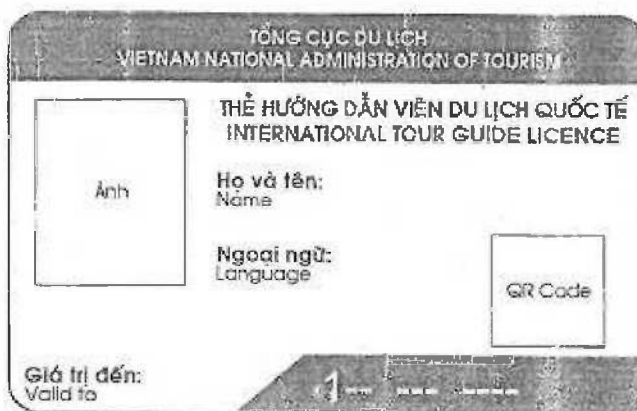 TỔNG CỤC DU LỊCH
VIETNAM NATIONAL ADMINISTRATION OF TOURISM
THẺ HƯỚNG DẪN VIÊN DU LỊCH QUỐC TẾ
INTERNATIONAL TOUR GUIDE LICENCE
Ảnh
Họ và tên:
Name
Ngoại ngữ:
Language
QR Code
Giá trị đến:
Valid to
1-- --- ----